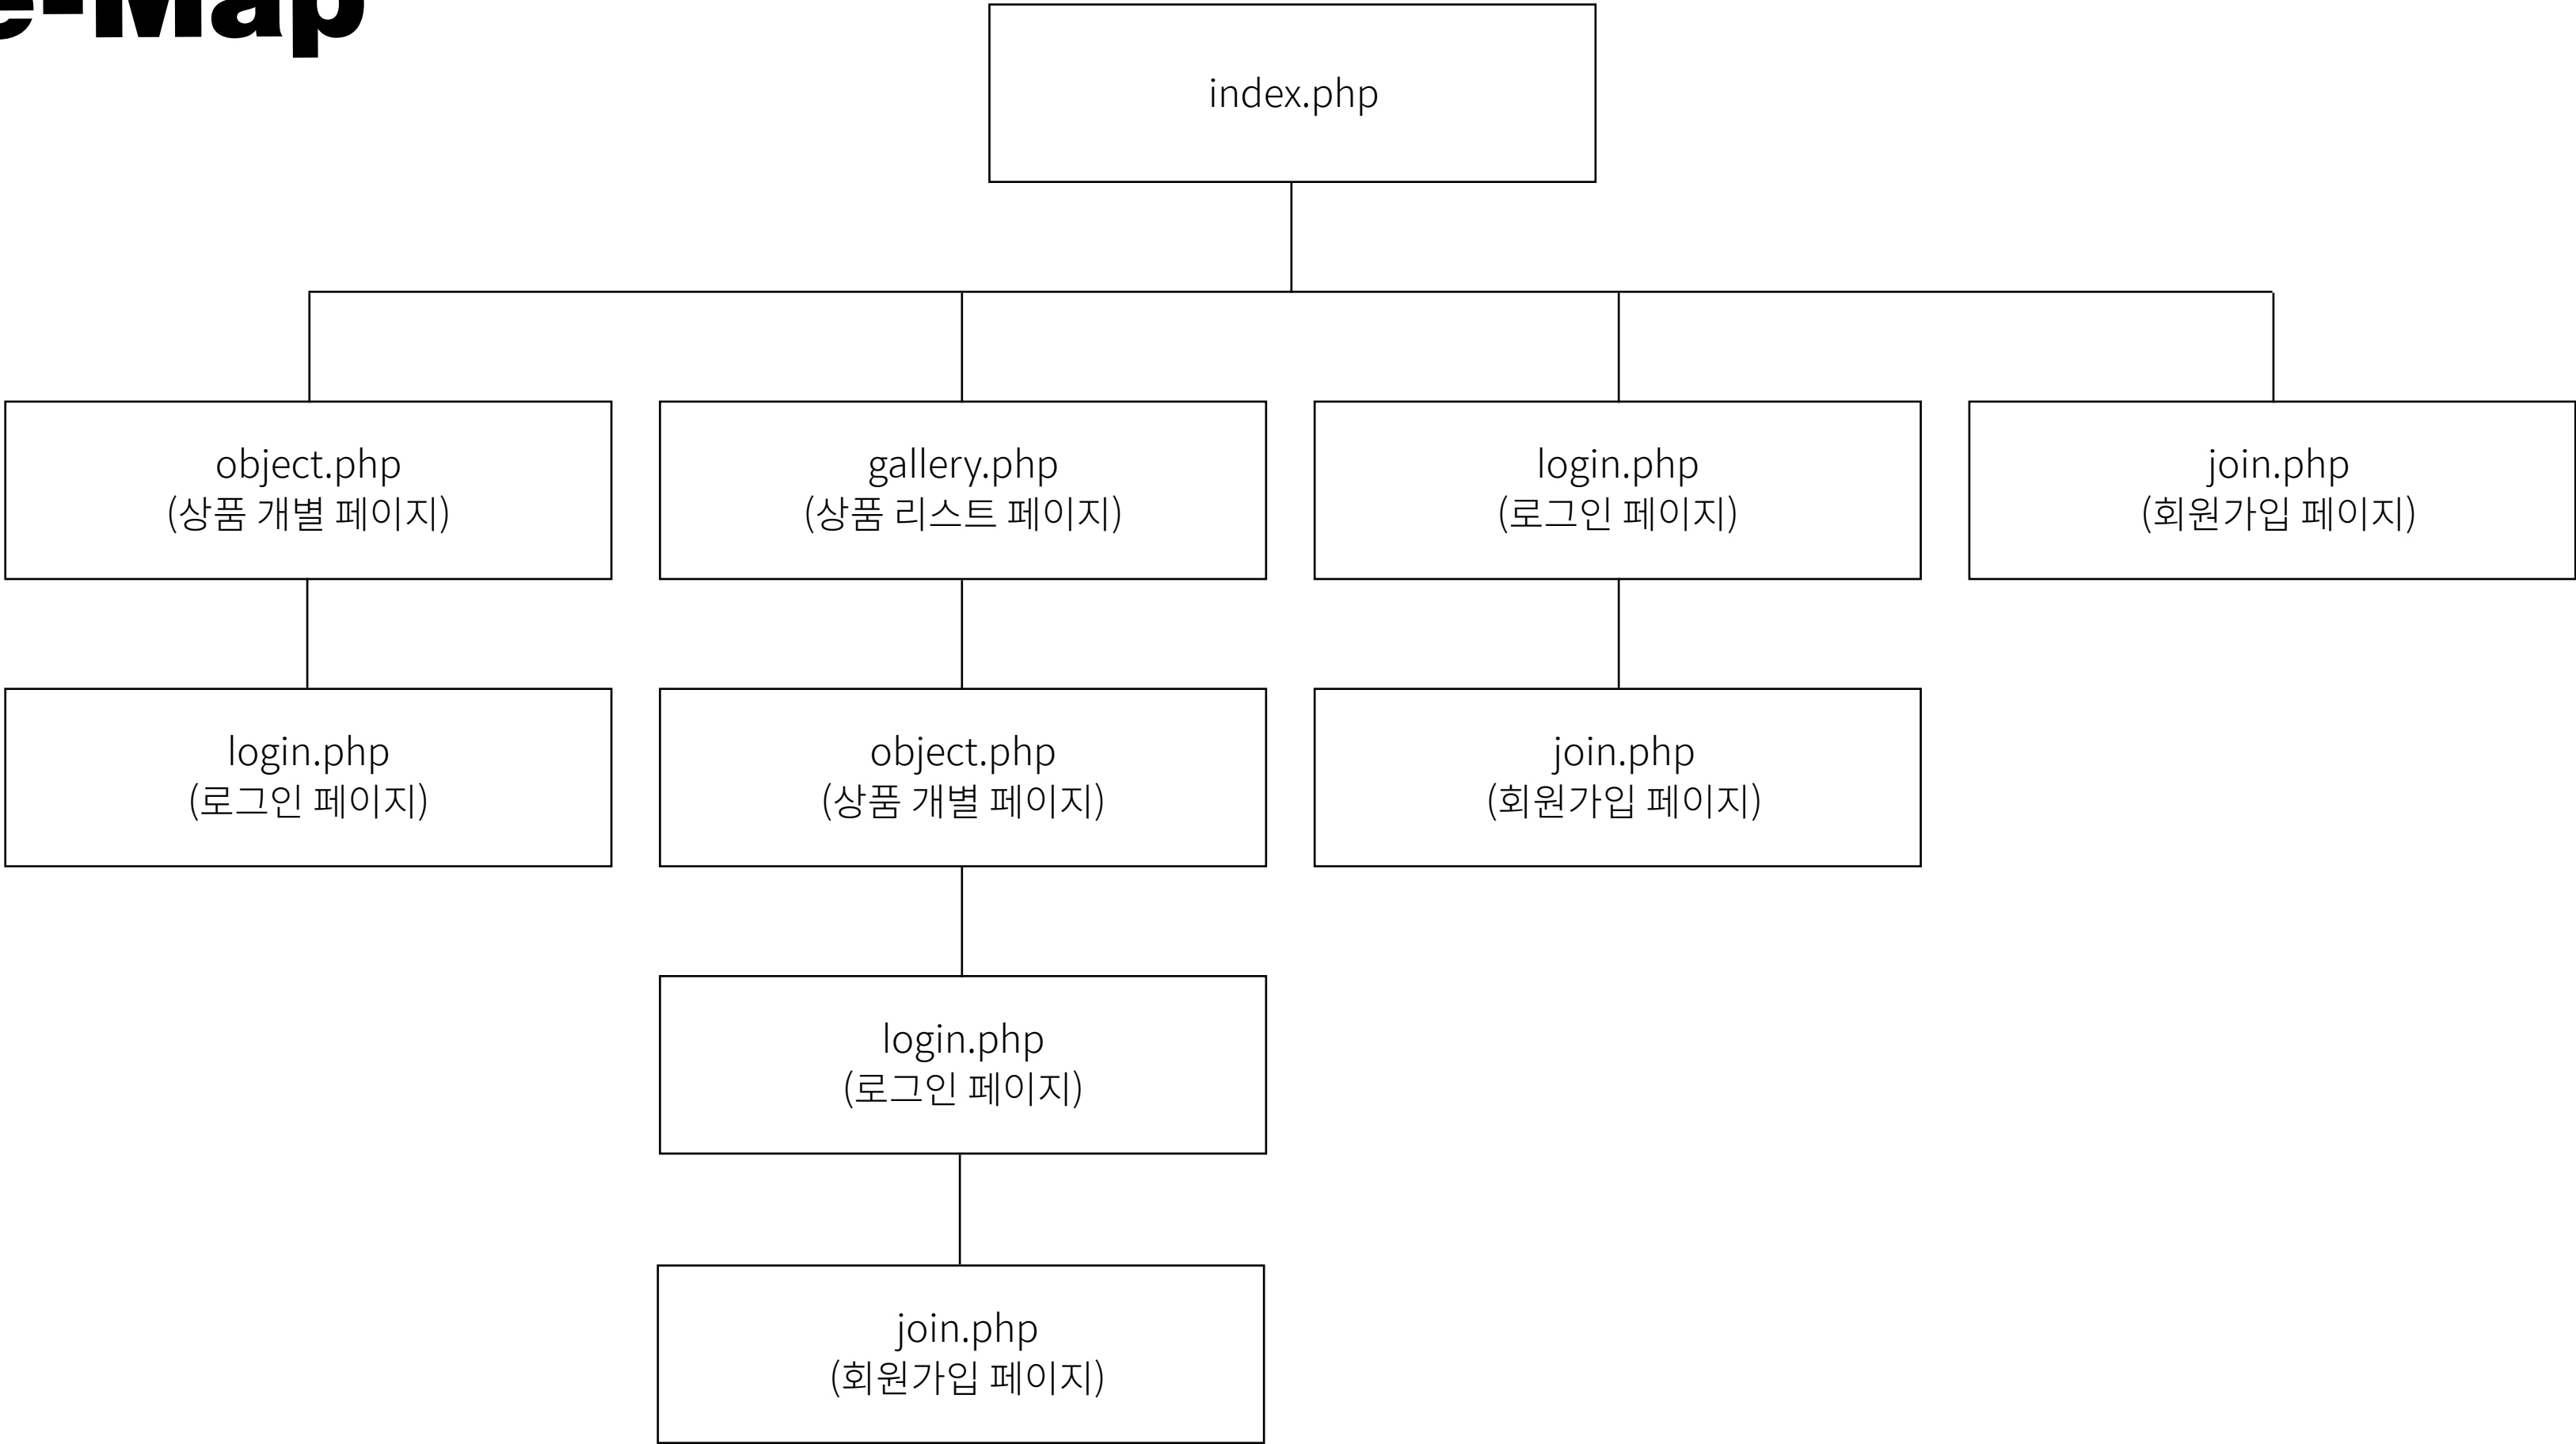 e-Map
index.php
object.php
(상품 개별 페이지)
gallery.php
(상품 리스트 페이지)
login.php
(로그인 페이지)
join.php
(회원가입 페이지)
login.php
(로그인 페이지)
object.php
(상품 개별 페이지)
join.php
(회원가입 페이지)
login.php
(로그인 페이지)
join.php
(회원가입 페이지)